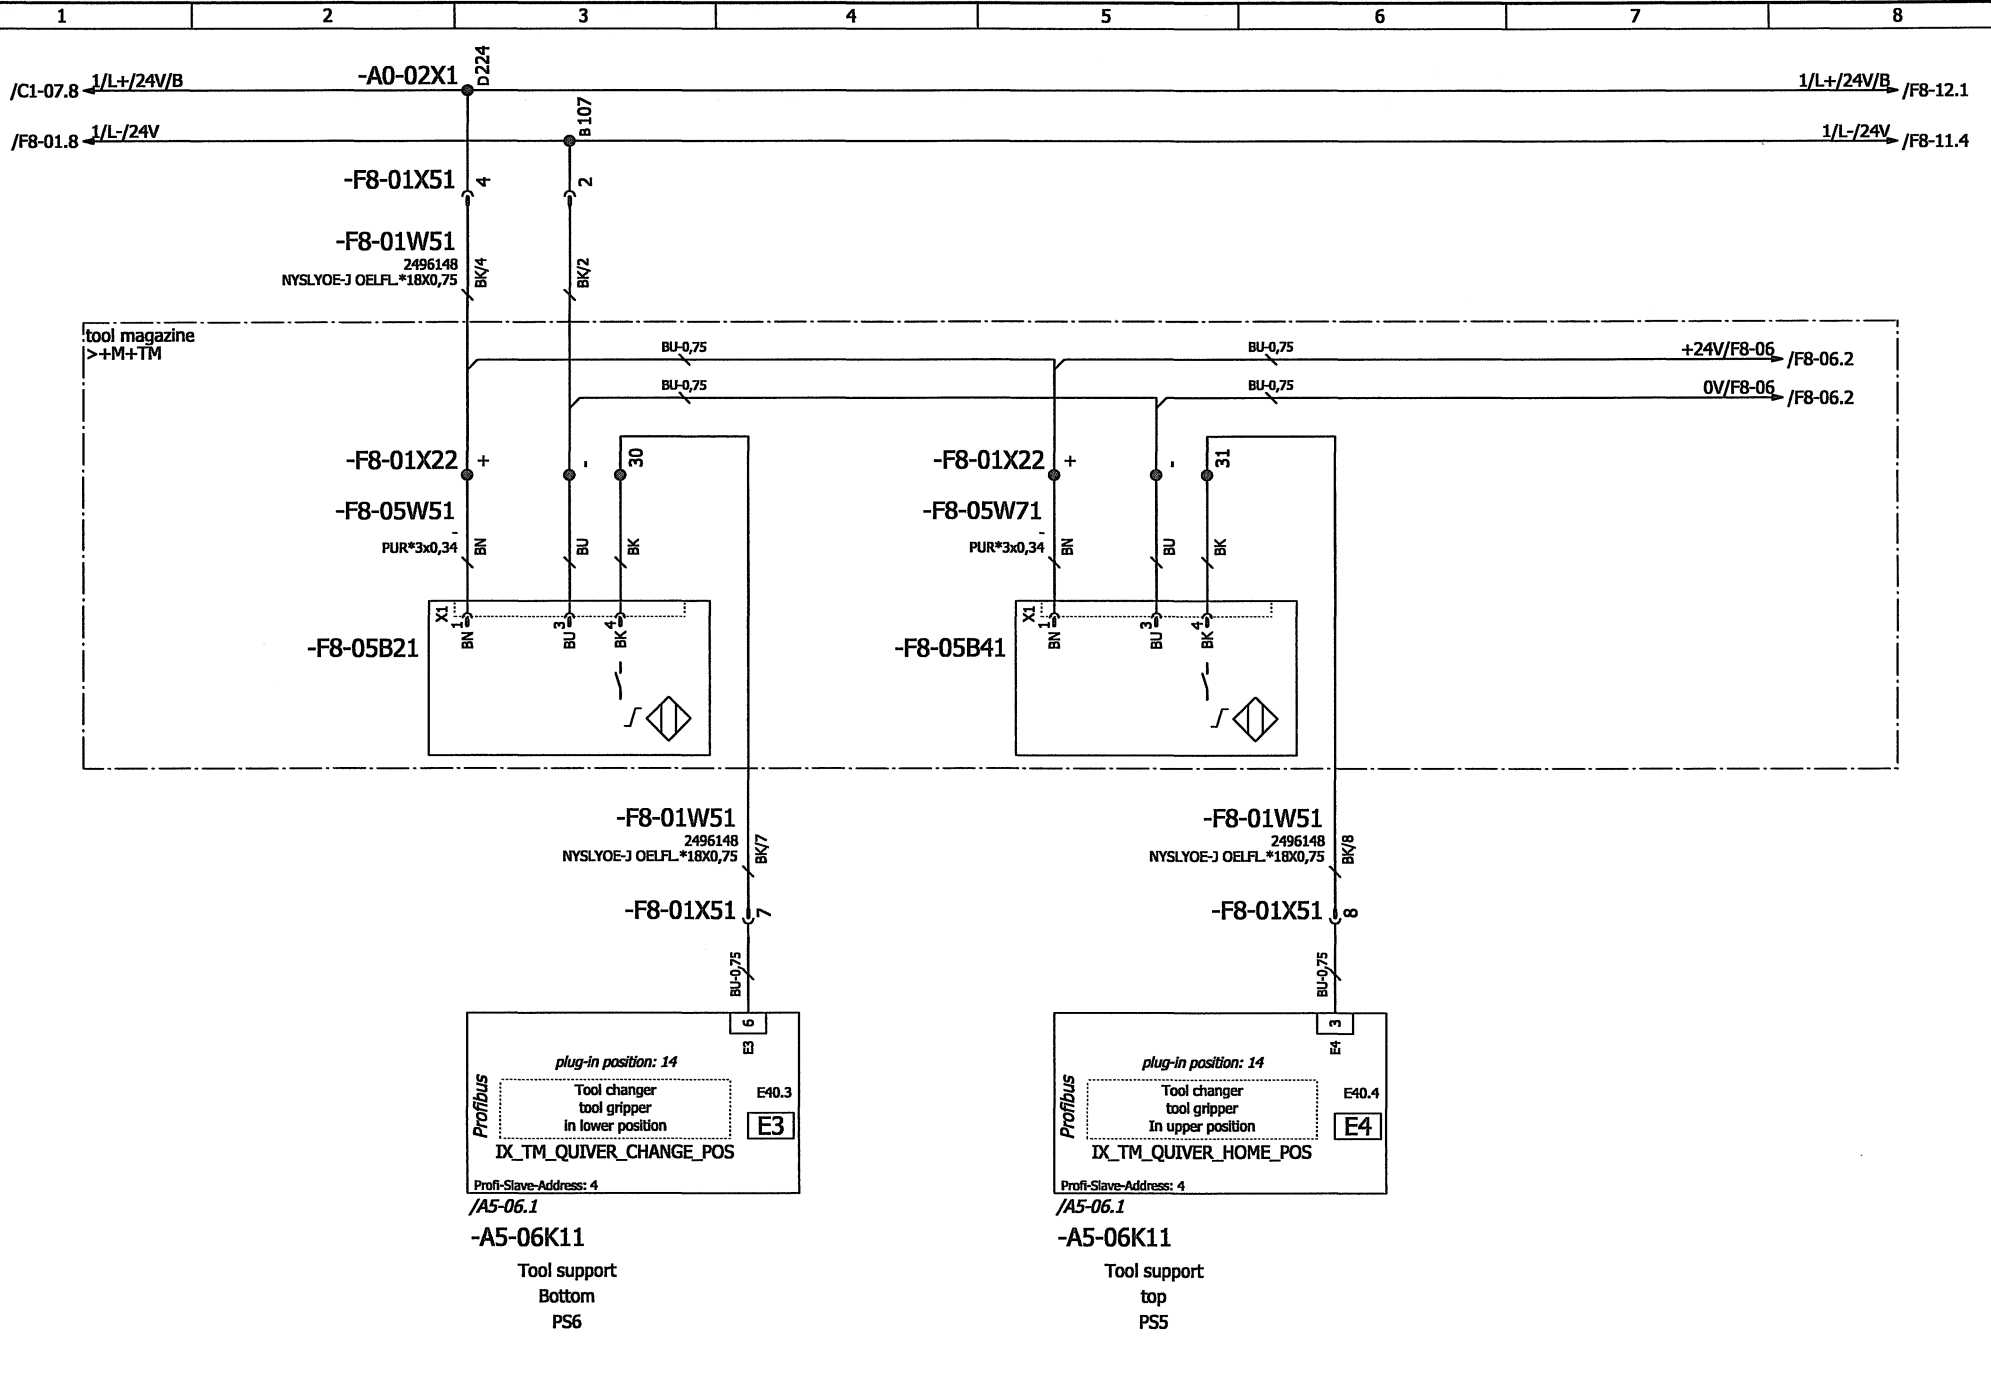 1 2 3 4 5 6 7 8
-A0-02X1 D224
/C1-07.8 1/L+/24V/B 1/L+/24V/B /F8-12.1
B107
/F8-01.8 1/L-/24V 1/L-/24V /F8-11.4
-F8-01X51 4 2
-F8-01W51
2496148
NYSLYOE-J OELFL.*18X0,75 BK/4 BK/2
tool magazine
>+M+TM
BU-0,75 BU-0,75 +24V/F8-06 /F8-06.2
BU-0,75 BU-0,75 0V/F8-06 /F8-06.2
-F8-01X22 + - 30 -F8-01X22 + - 31
-F8-05W51 -F8-05W71
- -
PUR*3x0,34 BN BU BK PUR*3x0,34 BN BU BK
X1 1 3 4 X1 1 3 4
BN BU BK BN BU BK
-F8-05B21 -F8-05B41
-F8-01W51 -F8-01W51
2496148 2496148
NYSLYOE-J OELFL.*18X0,75 BK/7 NYSLYOE-J OELFL.*18X0,75 BK/8
-F8-01X51 7 -F8-01X51 8
BU-0,75 BU-0,75
6 3
E3 E4
plug-in position: 14 plug-in position: 14
Profibus Profibus
Tool changer E40.3 Tool changer E40.4
tool gripper tool gripper
in lower position E3 In upper position E4
IX_TM_QUIVER_CHANGE_POS IX_TM_QUIVER_HOME_POS
Profi-Slave-Address: 4 Profi-Slave-Address: 4
/A5-06.1 /A5-06.1
-A5-06K11 -A5-06K11
Tool support Tool support
Bottom top
PS6 PS5